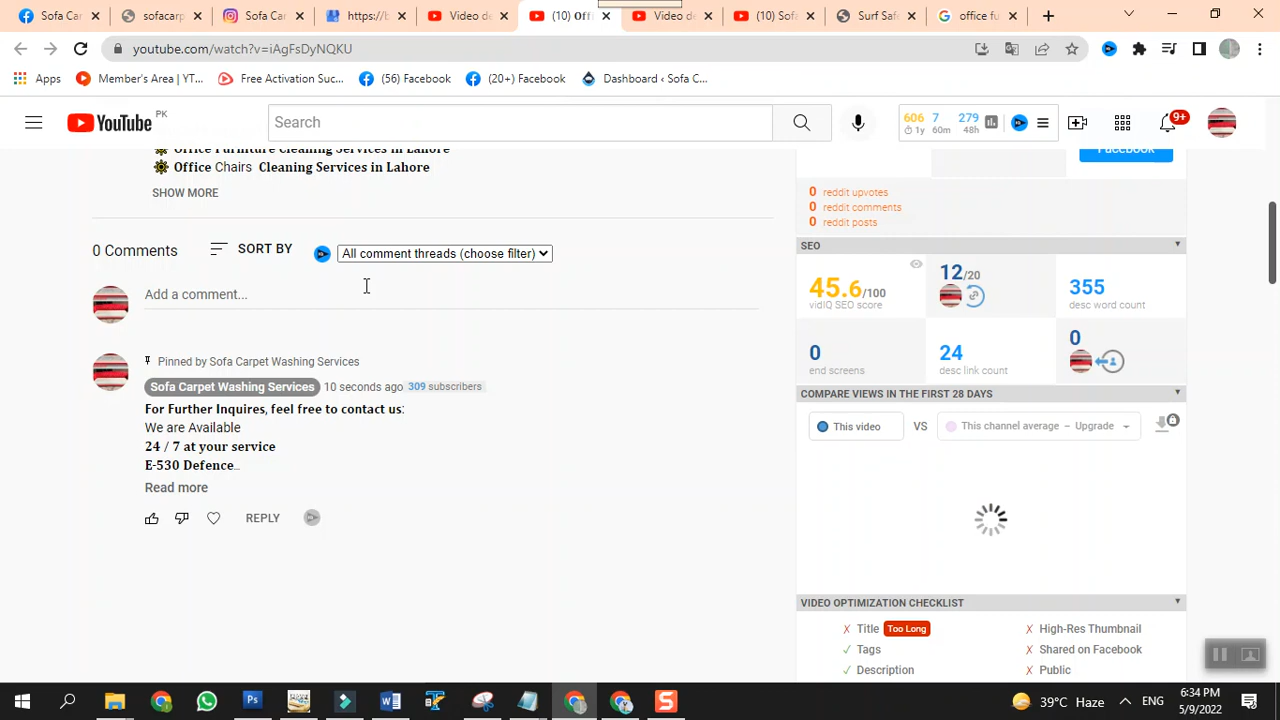 Sofa Car
sofacarp
Sofa Car
https://b
Video de
(10) Off
Video de
(10) Sofa
Surf Safe
office fu
youtube.com/watch?v=iAgFsDyNQKU
Apps
Member's Area | YT...
Free Activation Suc...
(56) Facebook
(20+) Facebook
Dashboard ‹ Sofa C...
YouTube PK
Search
606 7 279
1y 60m 48h
9+
Office Furniture Cleaning Services in Lahore
Office Chairs Cleaning Services in Lahore
SHOW MORE
0 Comments
SORT BY
All comment threads (choose filter)
Add a comment...
Pinned by Sofa Carpet Washing Services
Sofa Carpet Washing Services 10 seconds ago 309 subscribers
For Further Inquires, feel free to contact us:
We are Available
24 / 7 at your service
E-530 Defence...
Read more
REPLY
Facebook
0 reddit upvotes
0 reddit comments
0 reddit posts
SEO
45.6/100
vidIQ SEO score
12/20
355
desc word count
0
end screens
24
desc link count
0
COMPARE VIEWS IN THE FIRST 28 DAYS
This video
VS
This channel average – Upgrade
VIDEO OPTIMIZATION CHECKLIST
Title Too Long
High-Res Thumbnail
Tags
Shared on Facebook
Description
Public
39°C Haze
ENG
6:34 PM
5/9/2022